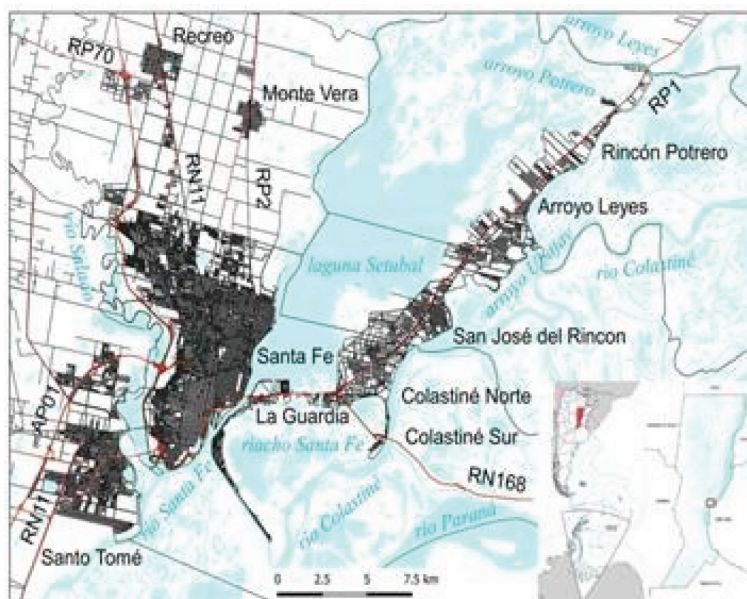 arroyo Leyes
Recreo
RP70
arroyo Potrero
RP1
Monte Vera
Rincón Potrero
RN11
RP2
Arroyo Leyes
río Salado
laguna Setubal
arroyo Ubajay
río Colastiné
San José del Rincon
Santa Fe
AP01
La Guardia
Colastiné Norte
riacho Santa Fe
Colastiné Sur
RN168
RN11
río Santa Fe
río Colastiné
río Paraná
Santo Tomé
0 2.5 5 7.5 km